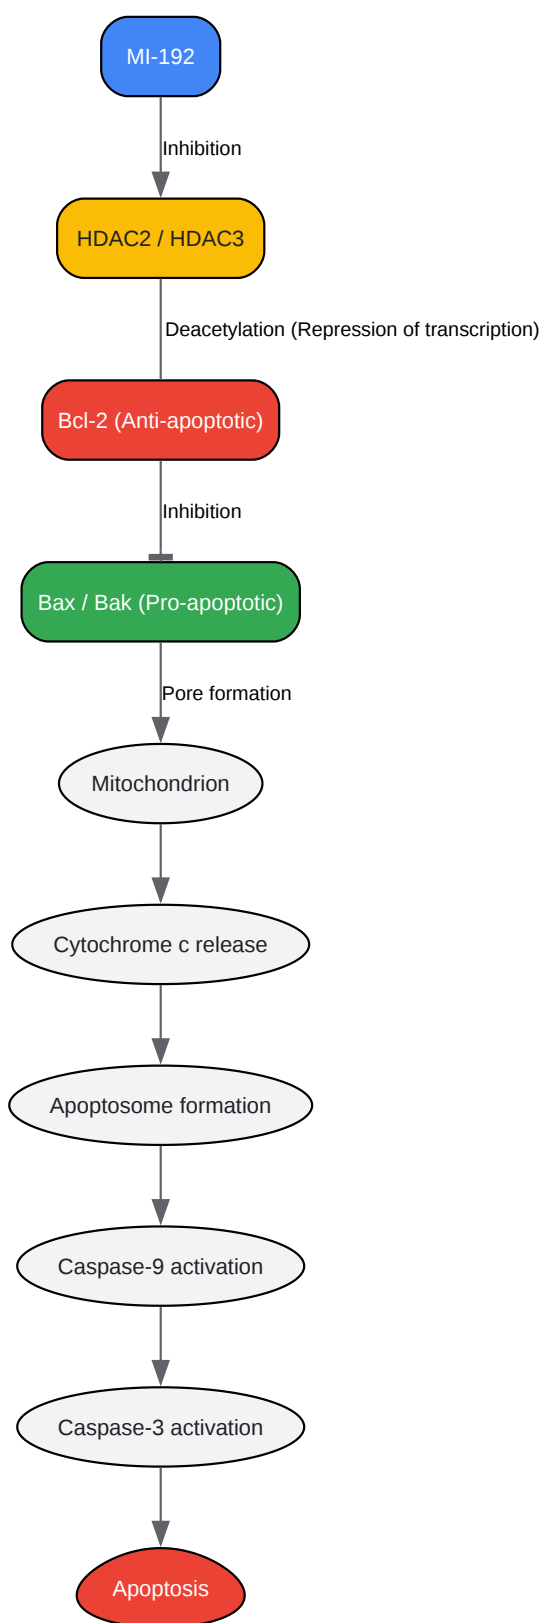 MI-192
Inhibition
HDAC2 / HDAC3
Deacetylation (Repression of transcription)
Bcl-2 (Anti-apoptotic)
Inhibition
Bax / Bak (Pro-apoptotic)
Pore formation
Mitochondrion
Cytochrome c release
Apoptosome formation
Caspase-9 activation
Caspase-3 activation
Apoptosis